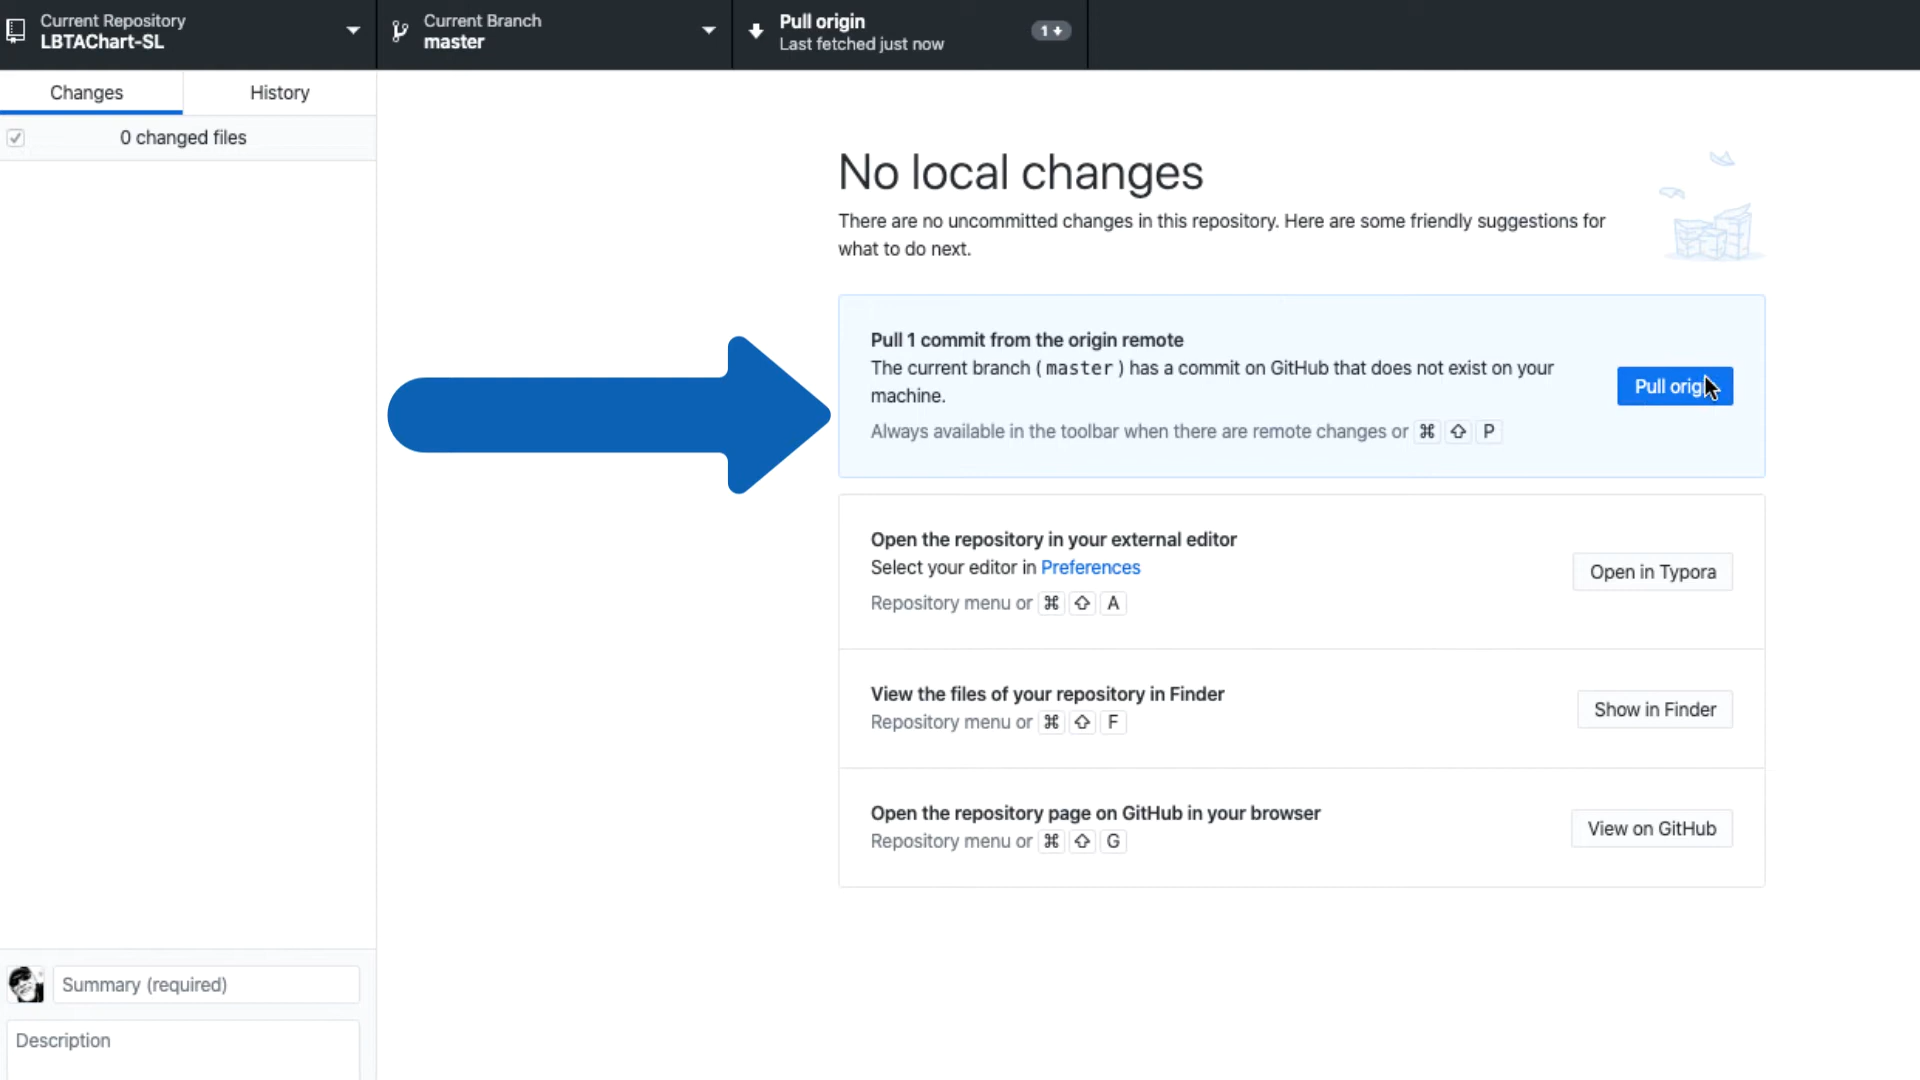 Current Repository
LBTAChart-SL
Current Branch
master
Pull origin
Last fetched just now
1
Changes
History
0 changed files
No local changes
There are no uncommitted changes in this repository. Here are some friendly suggestions for
what to do next.
Pull 1 commit from the origin remote
The current branch (master) has a commit on GitHub that does not exist on your
machine.
Always available in the toolbar when there are remote changes or ⌘ ⇧ P
Pull orig
Open the repository in your external editor
Select your editor in Preferences
Repository menu or ⌘ ⇧ A
Open in Typora
View the files of your repository in Finder
Repository menu or ⌘ ⇧ F
Show in Finder
Open the repository page on GitHub in your browser
Repository menu or ⌘ ⇧ G
View on GitHub
Summary (required)
Description